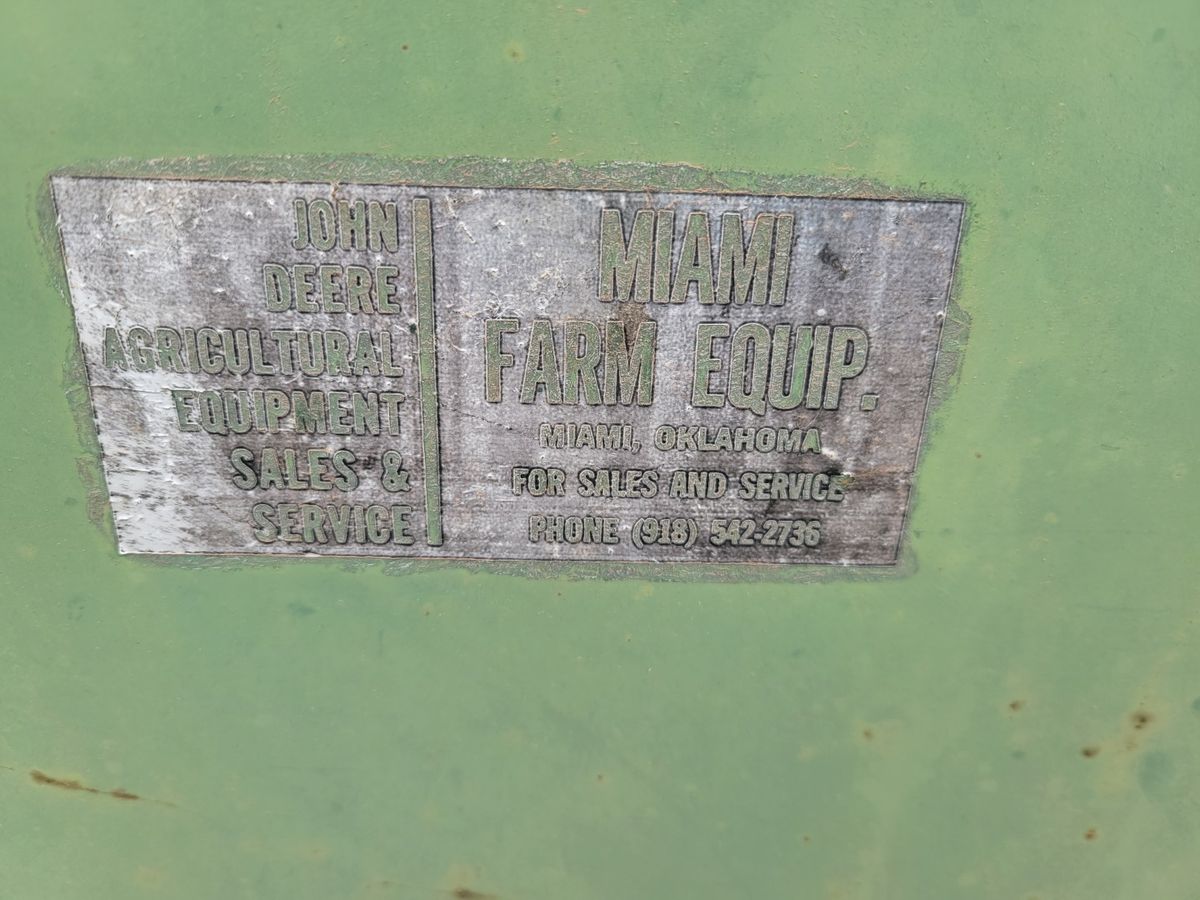 JOHN
DEERE
AGRICULTURAL
EQUIPMENT
SALES &
SERVICE
MIAMI
FARM EQUIP.
MIAMI, OKLAHOMA
FOR SALES AND SERVICE
PHONE (918) 542-2736